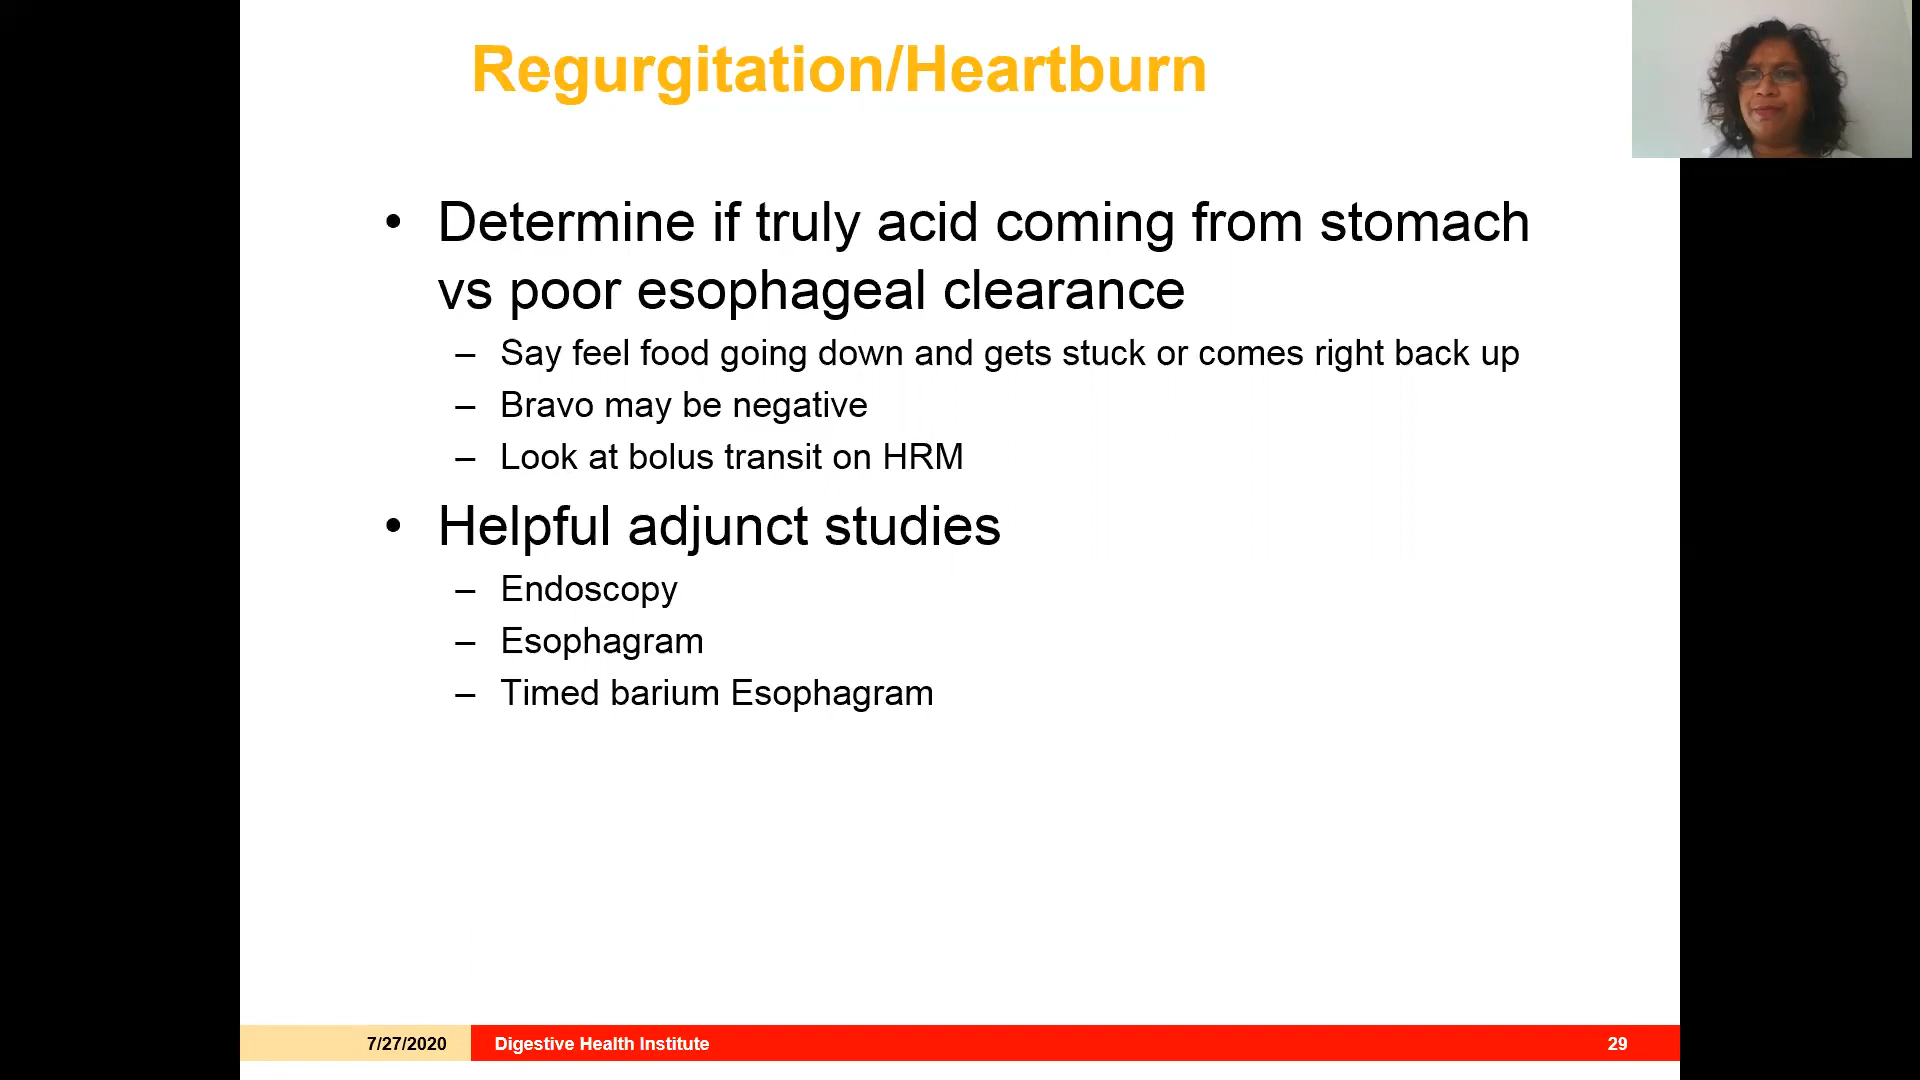 Regurgitation/Heartburn
• Determine if truly acid coming from stomach
vs poor esophageal clearance
– Say feel food going down and gets stuck or comes right back up
– Bravo may be negative
– Look at bolus transit on HRM
• Helpful adjunct studies
– Endoscopy
– Esophagram
– Timed barium Esophagram
7/27/2020 Digestive Health Institute 29